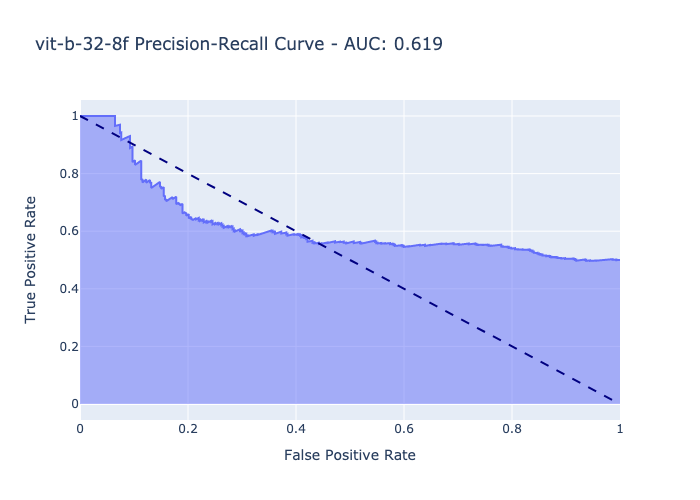 vit-b-32-8f Precision-Recall Curve - AUC: 0.619
1
0.8
0.6
0.4
0.2
0
True Positive Rate
0 0.2 0.4 0.6 0.8 1
False Positive Rate